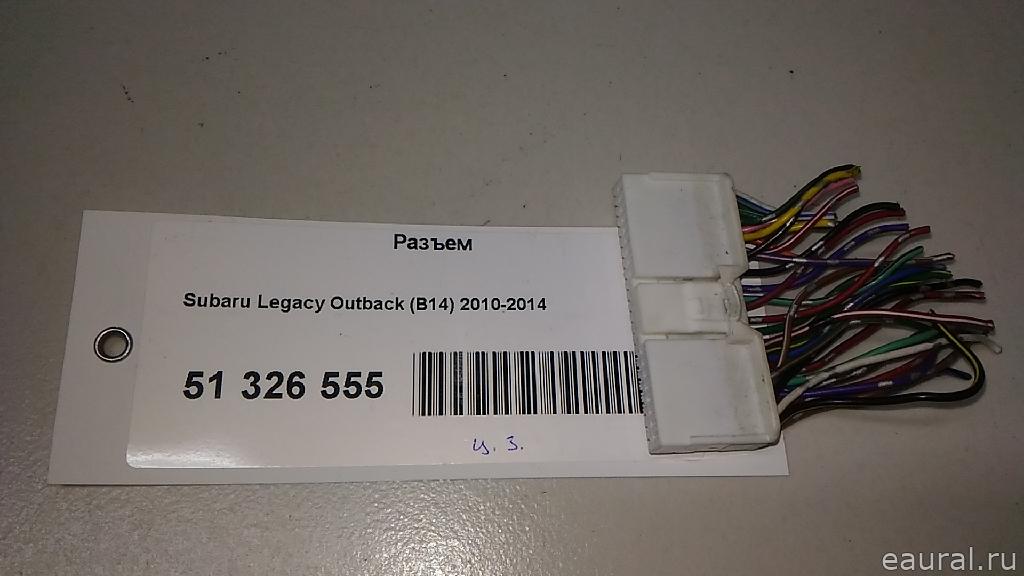 Разъем
Subaru Legacy Outback (B14) 2010-2014
51 326 555
ц. з.
eaural.ru